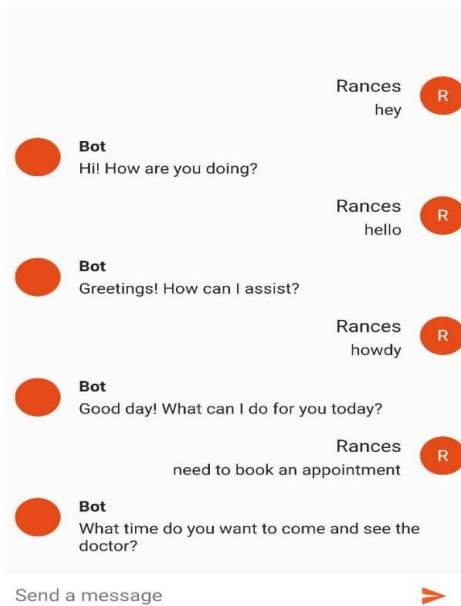 Rances
R
hey
Bot
Hi! How are you doing?
Rances
R
hello
Bot
Greetings! How can I assist?
Rances
R
howdy
Bot
Good day! What can I do for you today?
Rances
R
need to book an appointment
Bot
What time do you want to come and see the
doctor?
Send a message